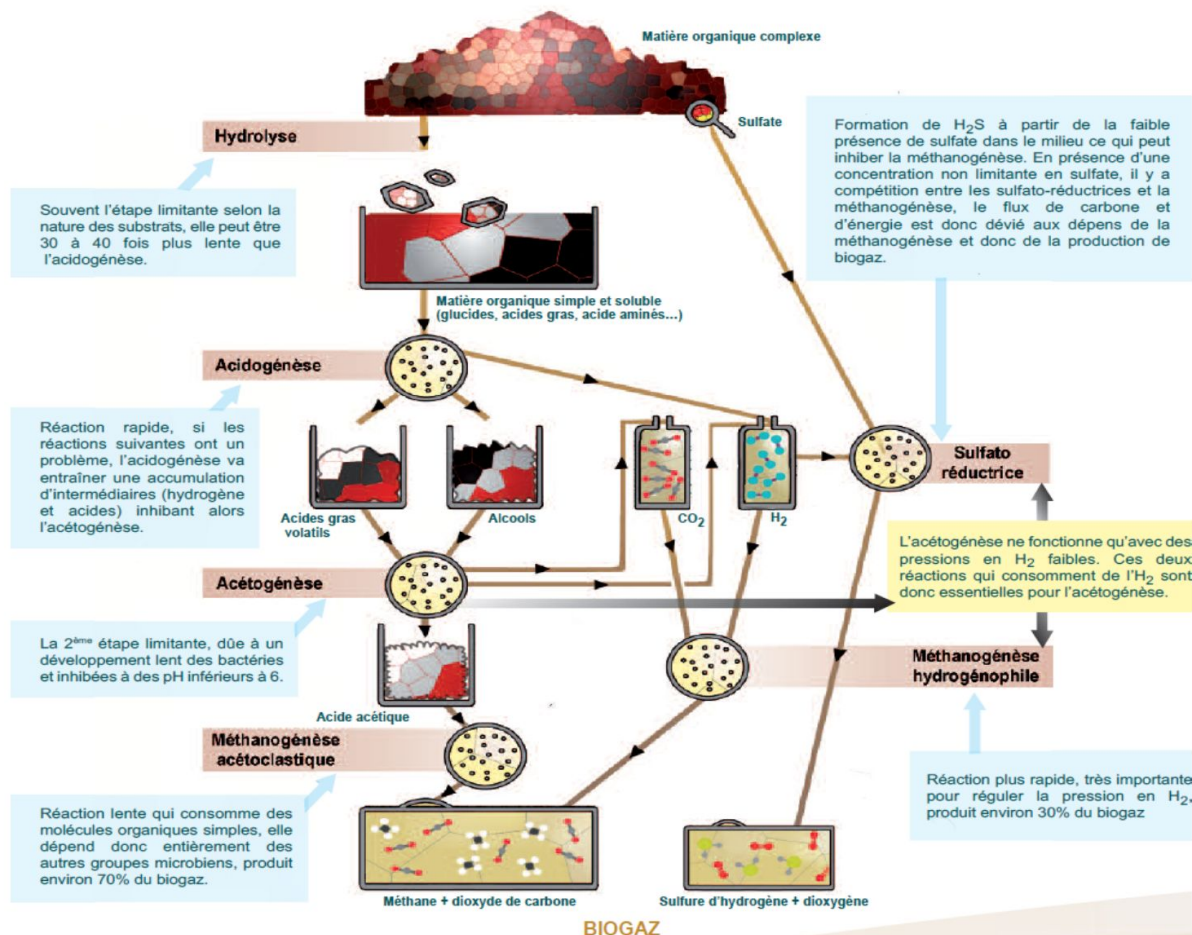 Matière organique complexe
Sulfate
Hydrolyse
Souvent l'étape limitante selon la
nature des substrats, elle peut être
30 à 40 fois plus lente que
l'acidogénèse.
Formation de H₂S à partir de la faible
présence de sulfate dans le milieu ce qui peut
inhiber la méthanogénèse. En présence d'une
concentration non limitante en sulfate, il y a
compétition entre les sulfato-réductrices et la
méthanogénèse, le flux de carbone et
d'énergie est donc dévié aux dépens de la
méthanogénèse et donc de la production de
biogaz.
Matière organique simple et soluble
(glucides, acides gras, acide aminés...)
Acidogénèse
Réaction rapide, si les
réactions suivantes ont un
problème, l'acidogénèse va
entraîner une accumulation
d'intermédiaires (hydrogène
et acides) inhibant alors
l'acétogénèse.
Acides gras
volatils
Alcools
CO₂
H₂
Sulfato
réductrice
L'acétogénèse ne fonctionne qu'avec des
pressions en H₂ faibles. Ces deux
réactions qui consomment de l'H₂ sont
donc essentielles pour l'acétogénèse.
Acétogénèse
La 2ème étape limitante, dûe à un
développement lent des bactéries
et inhibées à des pH inférieurs à 6.
Acide acétique
Méthanogénèse
hydrogénophile
Méthanogénèse
acétoclastique
Réaction lente qui consomme des
molécules organiques simples, elle
dépend donc entièrement des
autres groupes microbiens, produit
environ 70% du biogaz.
Réaction plus rapide, très importante
pour réguler la pression en H₂,
produit environ 30% du biogaz
Méthane + dioxyde de carbone
Sulfure d'hydrogène + dioxygène
BIOGAZ